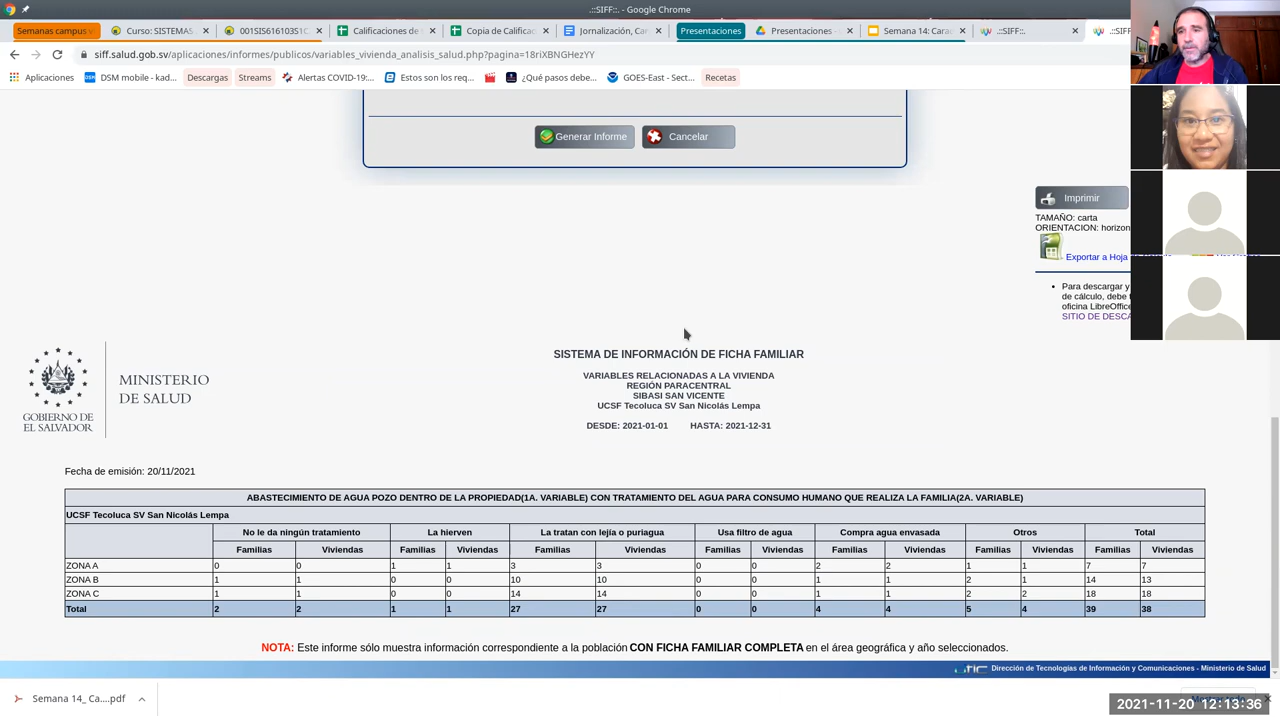 .::SIFF::. - Google Chrome
Semanas campus v
Curso: SISTEMAS
001SIS616103S1C
Calificaciones de
Copia de Calificac
Jornalización, Car
Presentaciones
Presentaciones -
Semana 14: Carac
.::SIFF::.
.::SIFF
siff.salud.gob.sv/aplicaciones/informes/publicos/variables_vivienda_analisis_salud.php?pagina=18riXBNGHezYY
Aplicaciones
DSM mobile - kad...
Descargas
Streams
Alertas COVID-19:...
Estos son los req...
¿Qué pasos debe...
GOES-East - Sect...
Recetas
Generar Informe
Cancelar
Imprimir
TAMAÑO: carta
ORIENTACION: horizon
Exportar a Hoja
Para descargar y
de cálculo, debe
oficina LibreOffice
SITIO DE DESCA
GOBIERNO DE
EL SALVADOR
MINISTERIO
DE SALUD
SISTEMA DE INFORMACIÓN DE FICHA FAMILIAR
VARIABLES RELACIONADAS A LA VIVIENDA
REGIÓN PARACENTRAL
SIBASI SAN VICENTE
UCSF Tecoluca SV San Nicolás Lempa
DESDE: 2021-01-01 HASTA: 2021-12-31
Fecha de emisión: 20/11/2021
ABASTECIMIENTO DE AGUA POZO DENTRO DE LA PROPIEDAD(1A. VARIABLE) CON TRATAMIENTO DEL AGUA PARA CONSUMO HUMANO QUE REALIZA LA FAMILIA(2A. VARIABLE)
UCSF Tecoluca SV San Nicolás Lempa
No le da ningún tratamiento La hierven La tratan con lejía o puriagua Usa filtro de agua Compra agua envasada Otros Total
Familias Viviendas Familias Viviendas Familias Viviendas Familias Viviendas Familias Viviendas Familias Viviendas Familias Viviendas
ZONA A 0 0 1 1 3 3 0 0 2 2 1 1 7 7
ZONA B 1 1 0 0 10 10 0 0 1 1 2 1 14 13
ZONA C 1 1 0 0 14 14 0 0 1 1 2 2 18 18
Total 2 2 1 1 27 27 0 0 4 4 5 4 39 38
NOTA: Este informe sólo muestra información correspondiente a la población CON FICHA FAMILIAR COMPLETA en el área geográfica y año seleccionados.
Dirección de Tecnologías de Información y Comunicaciones - Ministerio de Salud
Semana 14_ Ca....pdf
2021-11-20 12:13:36